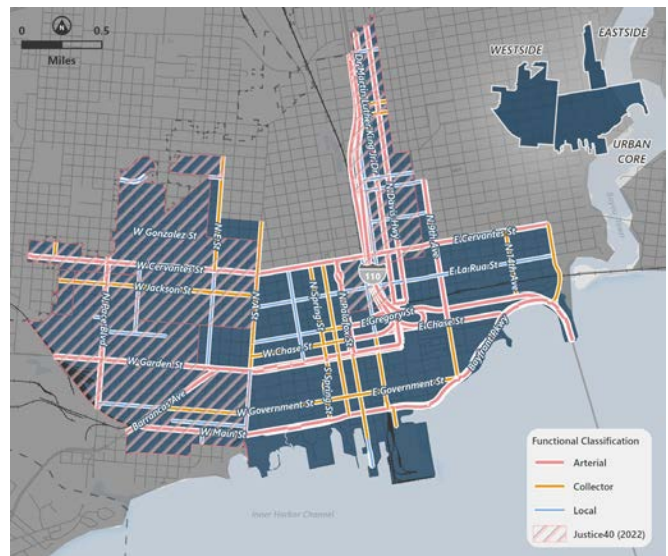 N
0 0.5
Miles
EASTSIDE
WESTSIDE
URBAN
CORE
Dr Martin Luther King Jr Dr
N Davis Hwy
N 9th Ave
W Gonzalez St
N E St
W Cervantes St
E Cervantes St
N 14th Ave
E La Rua St
110
W Jackson St
N A St
N Spring St
N Palafox St
N Pace Blvd
E Gregory St
E Chase St
W Chase St
Bayfront Pkwy
W Garden St
S Spring St
E Government St
Barrancas Ave
W Government St
W Main St
Inner Harbor Channel
Functional Classification
Arterial
Collector
Local
Justice40 (2022)